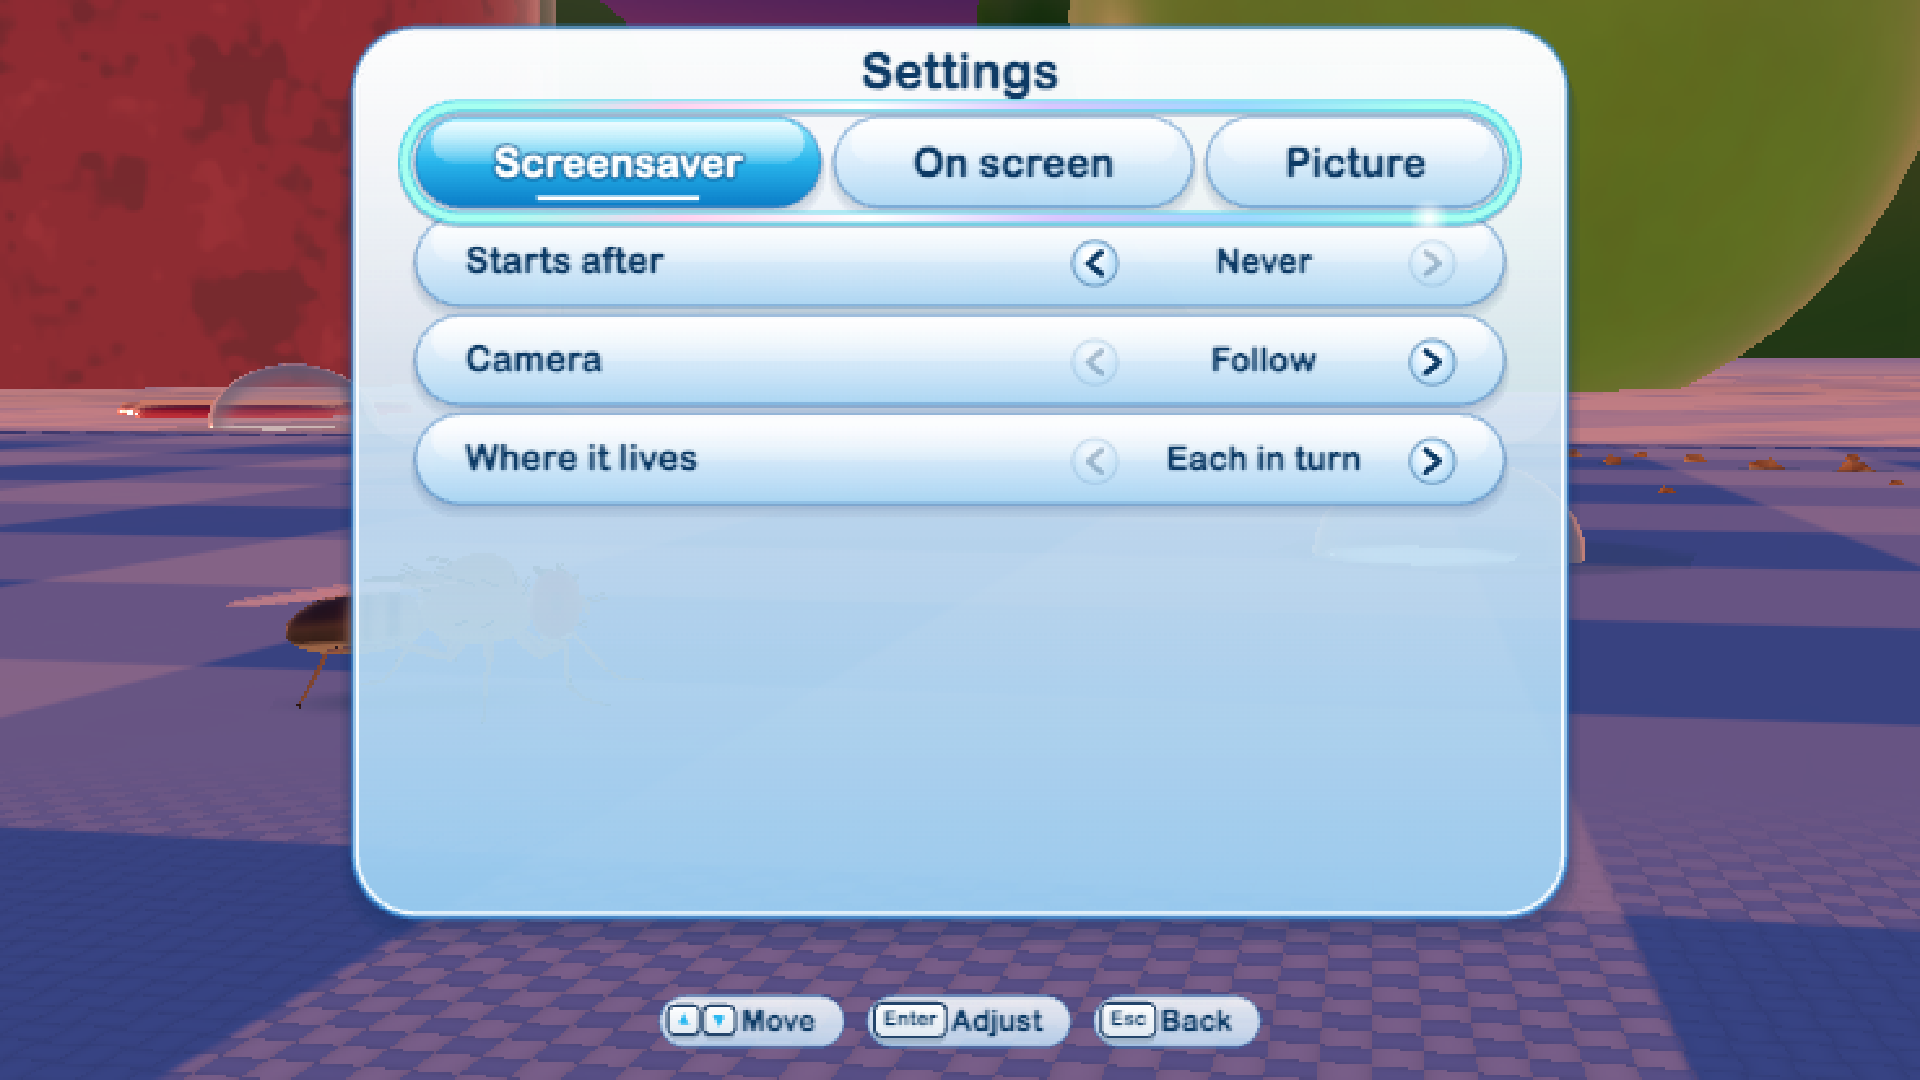 Settings
Screensaver
On screen
Picture
Starts after
Never
Camera
Follow
Where it lives
Each in turn
Move
Enter Adjust
Esc Back